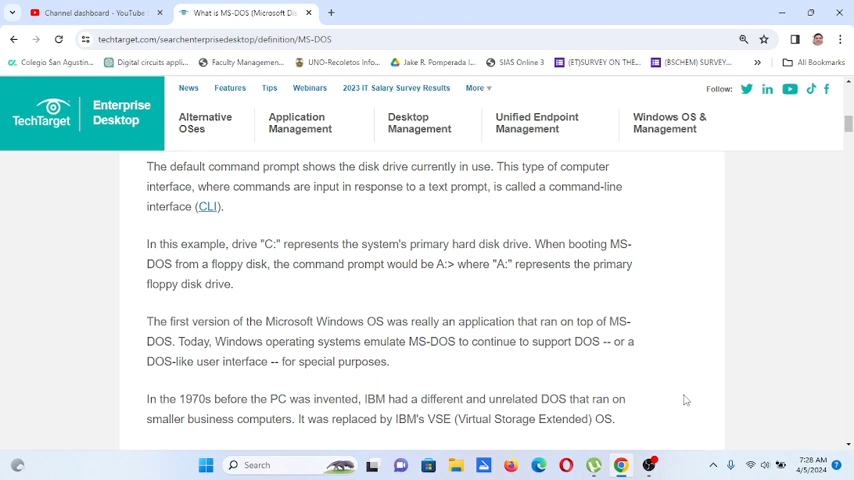 Channel dashboard - YouTube
What is MS-DOS (Microsoft Dis
techtarget.com/searchenterprisedesktop/definition/MS-DOS
Colegio San Agustin...
Digital circuits applic...
Faculty Managemen...
UNO-Recoletos Info...
Jake R. Pomperada I...
SIAS Online 3
(ET)SURVEY ON THE...
(BSCHEM) SURVEY...
All Bookmarks
TechTarget
Enterprise
Desktop
News
Features
Tips
Webinars
2023 IT Salary Survey Results
More
Follow:
Alternative
OSes
Application
Management
Desktop
Management
Unified Endpoint
Management
Windows OS &
Management
The default command prompt shows the disk drive currently in use. This type of computer
interface, where commands are input in response to a text prompt, is called a command-line
interface (CLI).
In this example, drive "C:" represents the system's primary hard disk drive. When booting MS-
DOS from a floppy disk, the command prompt would be A:> where "A:" represents the primary
floppy disk drive.
The first version of the Microsoft Windows OS was really an application that ran on top of MS-
DOS. Today, Windows operating systems emulate MS-DOS to continue to support DOS -- or a
DOS-like user interface -- for special purposes.
In the 1970s before the PC was invented, IBM had a different and unrelated DOS that ran on
smaller business computers. It was replaced by IBM's VSE (Virtual Storage Extended) OS.
Search
7:28 AM
4/5/2024